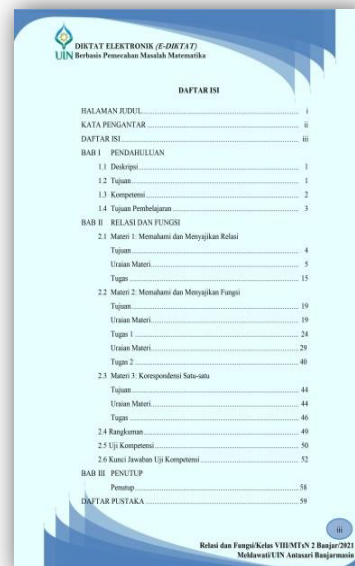 UIN
DIKTAT ELEKTRONIK (E-DIKTAT)
Berbasis Pemecahan Masalah Matematika
DAFTAR ISI
HALAMAN JUDUL.......... i
KATA PENGANTAR.......... ii
DAFTAR ISI.......... iii
BAB I PENDAHULUAN
1.1 Deskripsi.......... 1
1.2 Tujuan.......... 1
1.3 Kompetensi.......... 2
1.4 Tujuan Pembelajaran.......... 3
BAB II RELASI DAN FUNGSI
2.1 Materi 1: Memahami dan Menyajikan Relasi
Tujuan.......... 4
Uraian Materi.......... 5
Tugas.......... 15
2.2 Materi 2: Memahami dan Menyajikan Fungsi
Tujuan.......... 19
Uraian Materi.......... 19
Tugas 1.......... 24
Uraian Materi.......... 29
Tugas 2.......... 40
2.3 Materi 3: Korespondensi Satu-satu
Tujuan.......... 44
Uraian Materi.......... 44
Tugas.......... 46
2.4 Rangkuman.......... 49
2.5 Uji Kompetensi.......... 50
2.6 Kunci Jawaban Uji Kompetensi.......... 52
BAB III PENUTUP
Penutup.......... 58
DAFTAR PUSTAKA.......... 59
iii
Relasi dan Fungsi/Kelas VIII/MTsN 2 Banjar/2021
Meldawati/UIN Antasari Banjarmasin